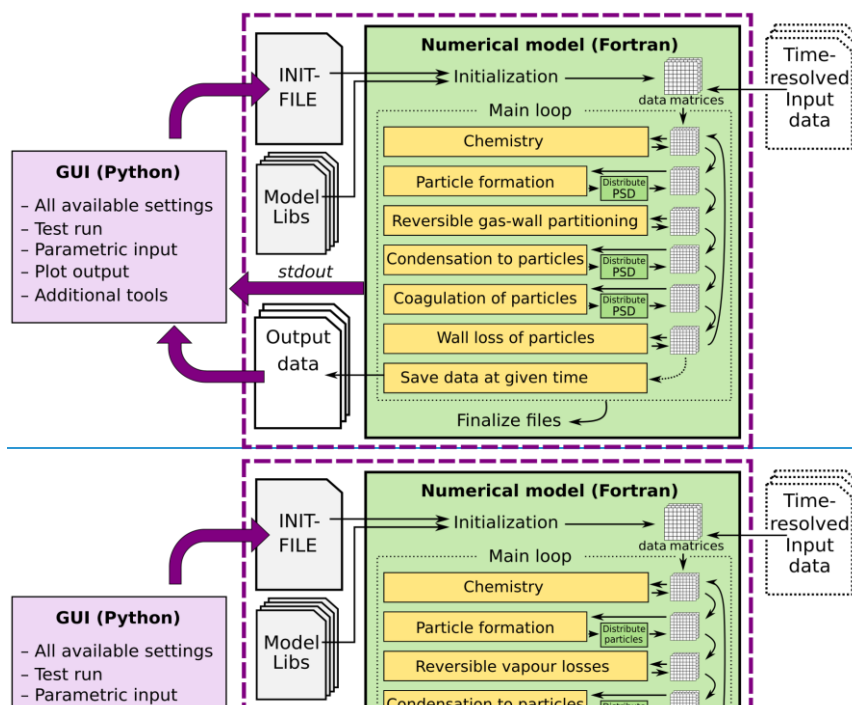 Numerical model (Fortran)
INIT-
FILE
Initialization
data matrices
Time-
resolved
Input
data
Main loop
Chemistry
GUI (Python)
– All available settings
– Test run
– Parametric input
– Plot output
– Additional tools
Model
Libs
Particle formation
Distribute
PSD
Reversible gas-wall partitioning
Condensation to particles
Distribute
PSD
stdout
Coagulation of particles
Distribute
PSD
Output
data
Wall loss of particles
Save data at given time
Finalize files
Numerical model (Fortran)
INIT-
FILE
Initialization
data matrices
Time-
resolved
Input
data
Main loop
Chemistry
GUI (Python)
– All available settings
– Test run
– Parametric input
Model
Libs
Particle formation
Distribute
particles
Reversible vapour losses
Condensation to particles